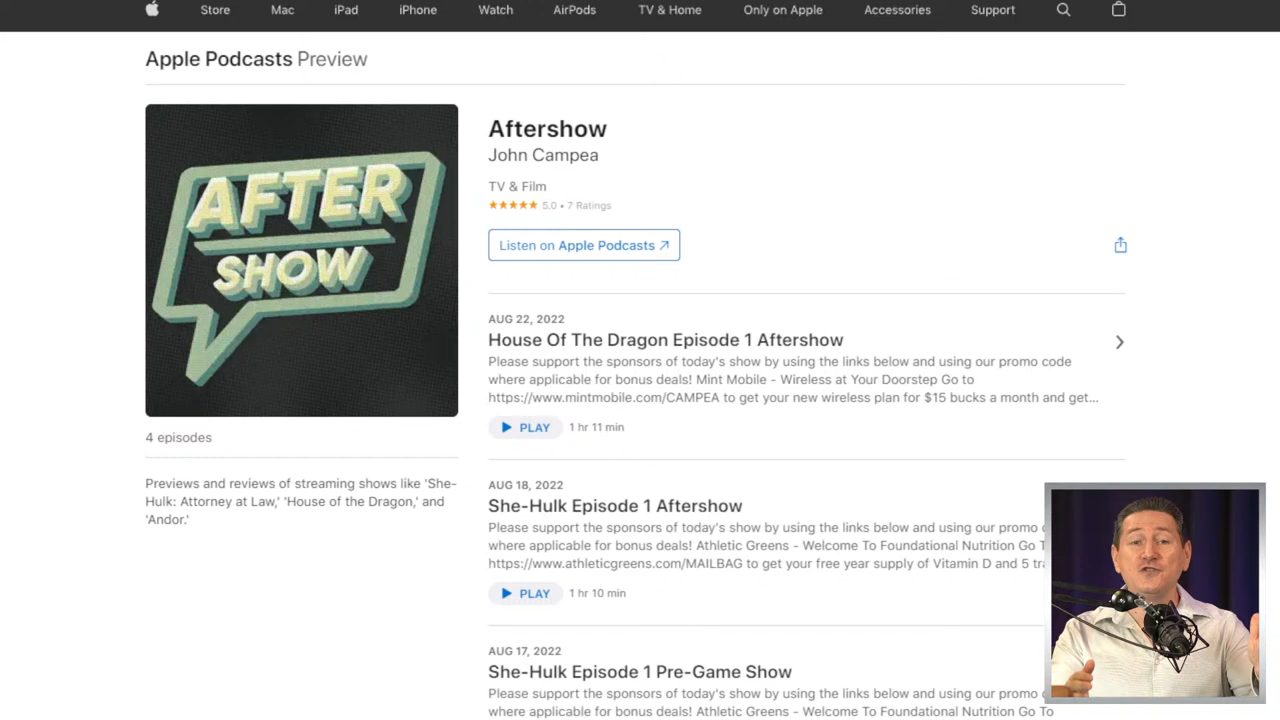 Store Mac iPad iPhone Watch AirPods TV & Home Only on Apple Accessories Support
Apple Podcasts Preview
AFTER
SHOW
4 episodes
Previews and reviews of streaming shows like 'She-
Hulk: Attorney at Law,' 'House of the Dragon,' and
'Andor.'
Aftershow
John Campea
TV & Film
★★★★★ 5.0 • 7 Ratings
Listen on Apple Podcasts ↗
AUG 22, 2022
House Of The Dragon Episode 1 Aftershow
Please support the sponsors of today's show by using the links below and using our promo code
where applicable for bonus deals! Mint Mobile - Wireless at Your Doorstep Go to
https://www.mintmobile.com/CAMPEA to get your new wireless plan for $15 bucks a month and get...
PLAY 1 hr 11 min
AUG 18, 2022
She-Hulk Episode 1 Aftershow
Please support the sponsors of today's show by using the links below and using our promo
where applicable for bonus deals! Athletic Greens - Welcome To Foundational Nutrition Go To
https://www.athleticgreens.com/MAILBAG to get your free year supply of Vitamin D and 5
PLAY 1 hr 10 min
AUG 17, 2022
She-Hulk Episode 1 Pre-Game Show
Please support the sponsors of today's show by using the links below and using our promo
where applicable for bonus deals! Athletic Greens - Welcome To Foundational Nutrition Go To